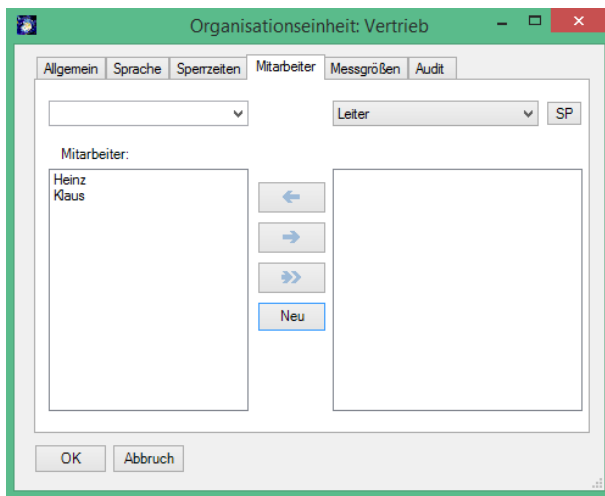 Organisationseinheit: Vertrieb
Allgemein Sprache Sperrzeiten Mitarbeiter Messgrößen Audit
Leiter SP
Mitarbeiter:
Heinz
Klaus
Neu
OK Abbruch